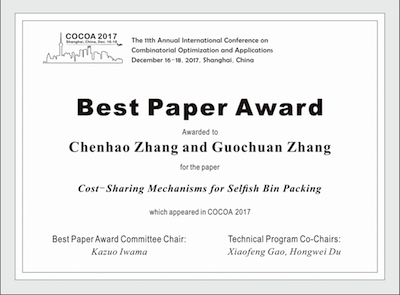 COCOA 2017
Shanghai, China, Dec, 16-18
The 11th Annual International Conference on
Combinatorial Optimization and Applications
December 16-18, 2017, Shanghai, China
Best Paper Award
Awarded to
Chenhao Zhang and Guochuan Zhang
for the paper
Cost-Sharing Mechanisms for Selfish Bin Packing
which appeared in COCOA 2017
Best Paper Award Committee Chair:
Kazuo Iwama
Technical Program Co-Chairs:
Xiaofeng Gao, Hongwei Du